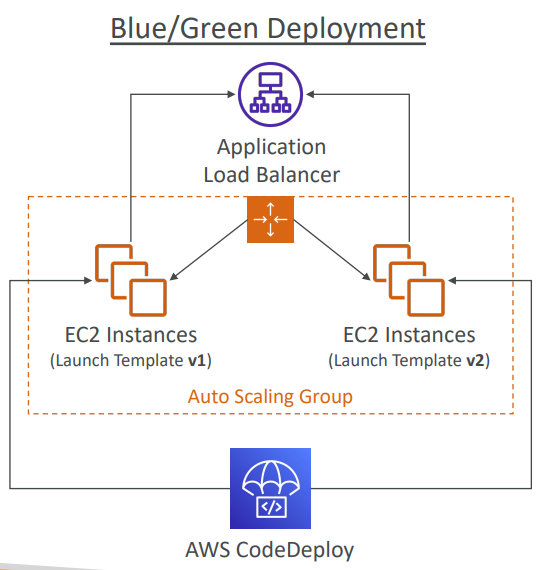 Blue/Green Deployment
Application
Load Balancer
EC2 Instances
(Launch Template v1)
EC2 Instances
(Launch Template v2)
Auto Scaling Group
</>
AWS CodeDeploy